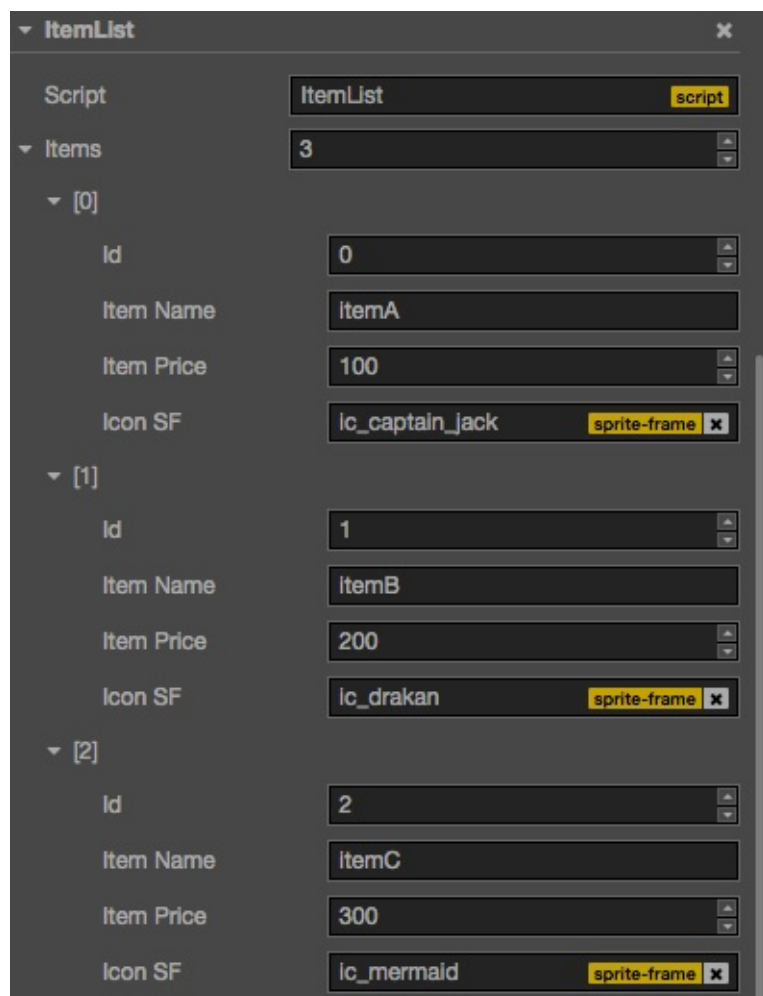 ItemList
Script ItemList script
Items 3
[0]
Id 0
Item Name itemA
Item Price 100
Icon SF ic_captain_jack sprite-frame
[1]
Id 1
Item Name itemB
Item Price 200
Icon SF ic_drakan sprite-frame
[2]
Id 2
Item Name itemC
Item Price 300
Icon SF ic_mermaid sprite-frame